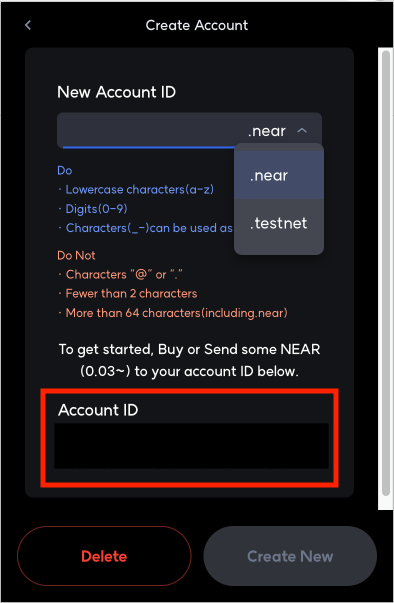 Create Account
New Account ID
.near
.near
.testnet
Do
· Lowercase characters(a-z)
· Digits(0-9)
· Characters(_-)can be used as
Do Not
· Characters "@" or "."
· Fewer than 2 characters
· More than 64 characters(including.near)
To get started, Buy or Send some NEAR
(0.03~) to your account ID below.
Account ID
Delete
Create New